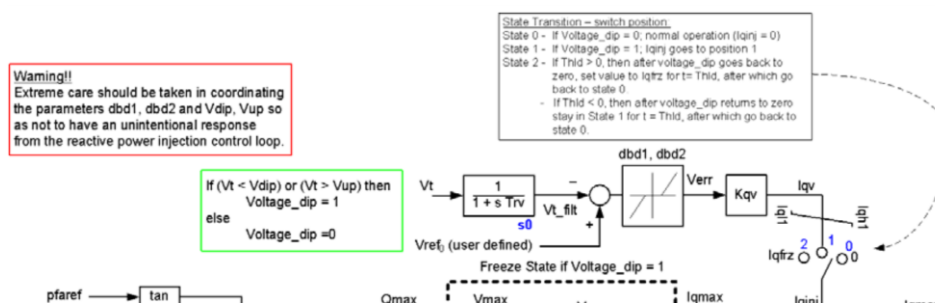 State Transition – switch position:
State 0 - If Voltage_dip = 0; normal operation (Iqinj = 0)
State 1 - If Voltage_dip = 1; Iqinj goes to position 1
State 2 - If Thld > 0, then after voltage_dip goes back to
zero, set value to Iqfrz for t= Thld, after which go
back to state 0.
- If Thld < 0, then after voltage_dip returns to zero
stay in State 1 for t = Thld, after which go back to
state 0.
Warning!!
Extreme care should be taken in coordinating
the parameters dbd1, dbd2 and Vdip, Vup so
as not to have an unintentional response
from the reactive power injection control loop.
If (Vt < Vdip) or (Vt > Vup) then
Voltage_dip = 1
else
Voltage_dip =0
dbd1, dbd2
Vt
1
1 + s Trv
s0
Vt_filt
–
+
Verr
Kqv
Iqv
Iql1
Iqh1
Vref0 (user defined)
Iqfrz
2
1
0
0
Freeze State if Voltage_dip = 1
pfaref
tan
Qmax
Vmax
Iqmax
Iqinj